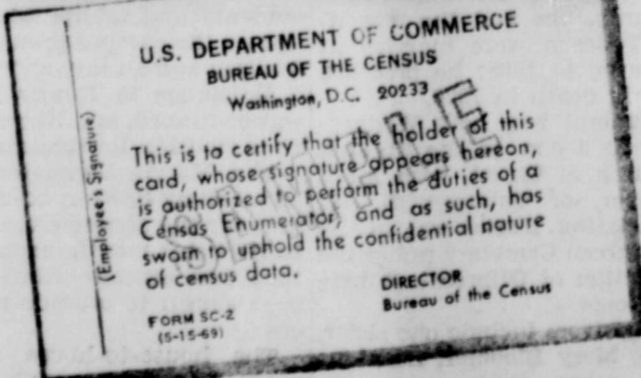 U.S. DEPARTMENT OF COMMERCE
BUREAU OF THE CENSUS
Washington, D.C. 20233
(Employee's Signature)
This is to certify that the holder of this
card, whose signature appears hereon,
is authorized to perform the duties of a
Census Enumerator, and as such, has
sworn to uphold the confidential nature
of census data.
SAMPLE
FORM SC-2
(5-15-69)
DIRECTOR
Bureau of the Census